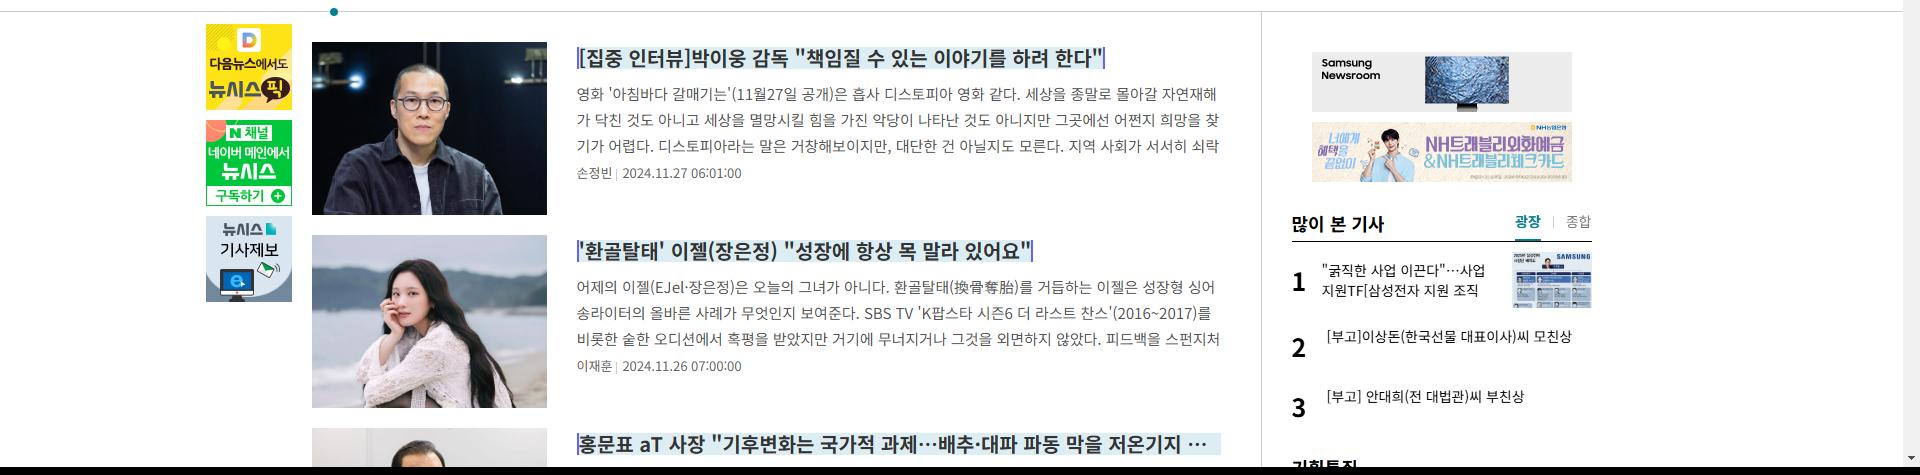 다음뉴스에서도
뉴시스 픽
N 채널
네이버 메인에서
뉴시스
구독하기
뉴시스
기사제보
[집중 인터뷰]박이웅 감독 "책임질 수 있는 이야기를 하려 한다"
영화 '아침바다 갈매기는'(11월27일 공개)은 흡사 디스토피아 영화 같다. 세상을 종말로 몰아갈 자연재해
가 닥친 것도 아니고 세상을 멸망시킬 힘을 가진 악당이 나타난 것도 아니지만 그곳에선 어쩐지 희망을 찾
기가 어렵다. 디스토피아라는 말은 거창해보이지만, 대단한 건 아닐지도 모른다. 지역 사회가 서서히 쇠락
손정빈 | 2024.11.27 06:01:00
'환골탈태' 이젤(장은정) "성장에 항상 목 말라 있어요"
어제의 이젤(EJel·장은정)은 오늘의 그녀가 아니다. 환골탈태(換骨奪胎)를 거듭하는 이젤은 성장형 싱어
송라이터의 올바른 사례가 무엇인지 보여준다. SBS TV 'K팝스타 시즌6 더 라스트 찬스'(2016~2017)를
비롯한 숱한 오디션에서 혹평을 받았지만 거기에 무너지거나 그것을 외면하지 않았다. 피드백을 스펀지처
이재훈 | 2024.11.26 07:00:00
홍문표 aT 사장 "기후변화는 국가적 과제…배추·대파 파동 막을 저온기지 …
Samsung
Newsroom
NH농협은행
너에게
혜택을
끝없이
NH트래블리외화예금
&NH트래블리체크카드
많이 본 기사
광장 | 종합
1
"굵직한 사업 이끈다"…사업
지원TF[삼성전자 지원 조직
SAMSUNG
2
[부고]이상돈(한국선물 대표이사)씨 모친상
3
[부고] 안대희(전 대법관)씨 부친상